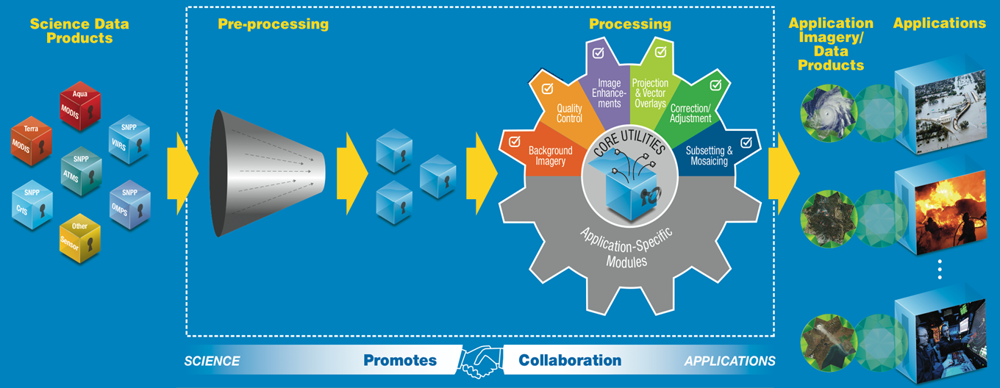 Science Data
Products
Pre-processing
Processing
Application
Imagery/
Data
Products
Applications
Aqua
MODIS
Terra
MODIS
SNPP
VIIRS
SNPP
ATMS
SNPP
CrIS
SNPP
OMPS
Other
Sensor
Background
Imagery
Quality
Control
Image
Enhance-
ments
Projection
& Vector
Overlays
Correction/
Adjustment
Subsetting &
Mosaicing
CORE UTILITIES
Application-Specific
Modules
SCIENCE
Promotes
Collaboration
APPLICATIONS